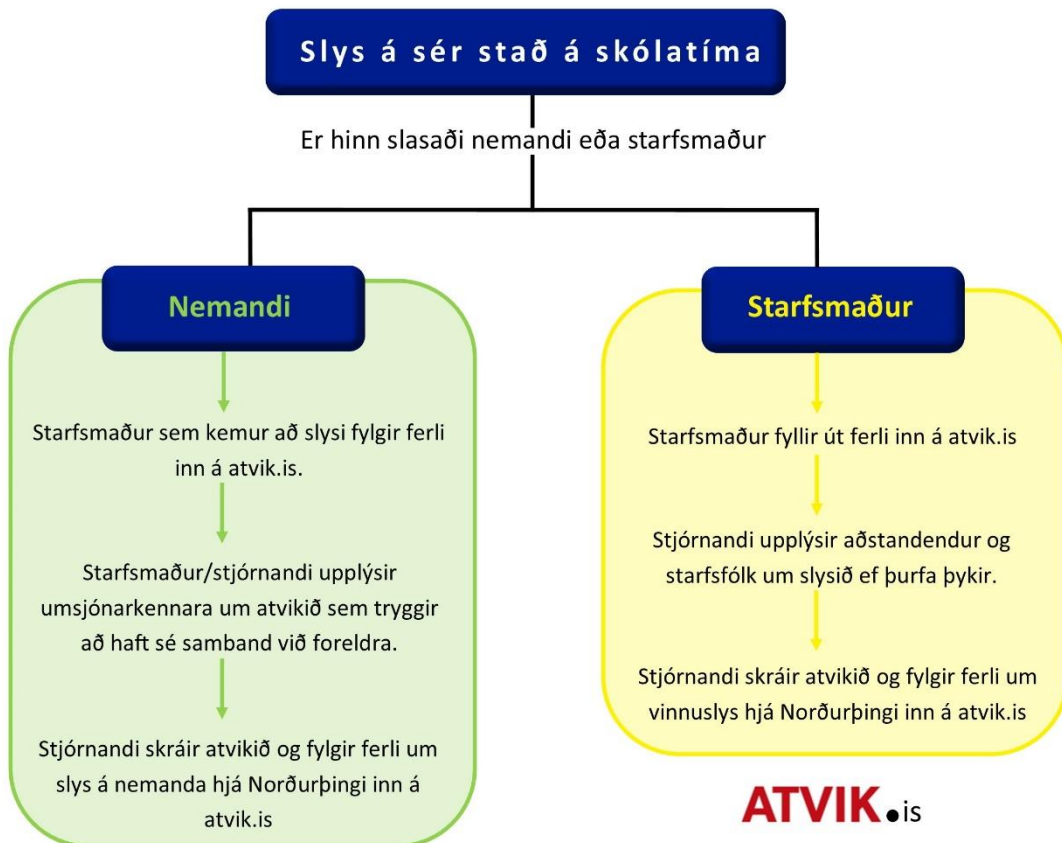 Slys á sér stað á skólatíma
Er hinn slasaði nemandi eða starfsmaður
Nemandi
Starfsmaður sem kemur að slysi fylgir ferli
inn á atvik.is.
Starfsmaður/stjórnandi upplýsir
umsjónarkennara um atvikið sem tryggir
að haft sé samband við foreldra.
Stjórnandi skráir atvikið og fylgir ferli um
slys á nemanda hjá Norðurþingi inn á
atvik.is
Starfsmaður
Starfsmaður fyllir út ferli inn á atvik.is
Stjórnandi upplýsir aðstandendur og
starfsfólk um slysið ef þurfa þykir.
Stjórnandi skráir atvikið og fylgir ferli um
vinnuslys hjá Norðurþingi inn á atvik.is
ATVIK.is